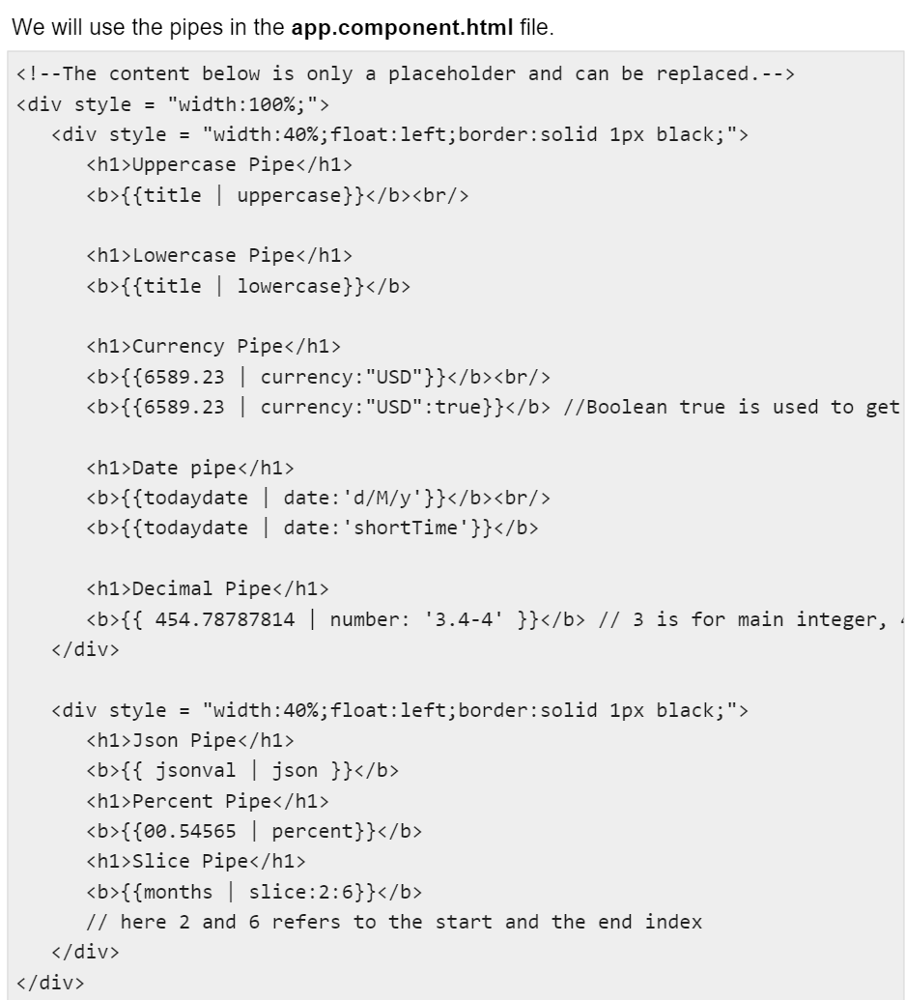 We will use the pipes in the app.component.html file.
<!--The content below is only a placeholder and can be replaced.-->
<div style = "width:100%;">
   <div style = "width:40%;float:left;border:solid 1px black;">
      <h1>Uppercase Pipe</h1>
      <b>{{title | uppercase}}</b><br/>

      <h1>Lowercase Pipe</h1>
      <b>{{title | lowercase}}</b>

      <h1>Currency Pipe</h1>
      <b>{{6589.23 | currency:"USD"}}</b><br/>
      <b>{{6589.23 | currency:"USD":true}}</b> //Boolean true is used to get

      <h1>Date pipe</h1>
      <b>{{todaydate | date:'d/M/y'}}</b><br/>
      <b>{{todaydate | date:'shortTime'}}</b>

      <h1>Decimal Pipe</h1>
      <b>{{ 454.78787814 | number: '3.4-4' }}</b> // 3 is for main integer,
   </div>

   <div style = "width:40%;float:left;border:solid 1px black;">
      <h1>Json Pipe</h1>
      <b>{{ jsonval | json }}</b>
      <h1>Percent Pipe</h1>
      <b>{{00.54565 | percent}}</b>
      <h1>Slice Pipe</h1>
      <b>{{months | slice:2:6}}</b>
      // here 2 and 6 refers to the start and the end index
   </div>
</div>